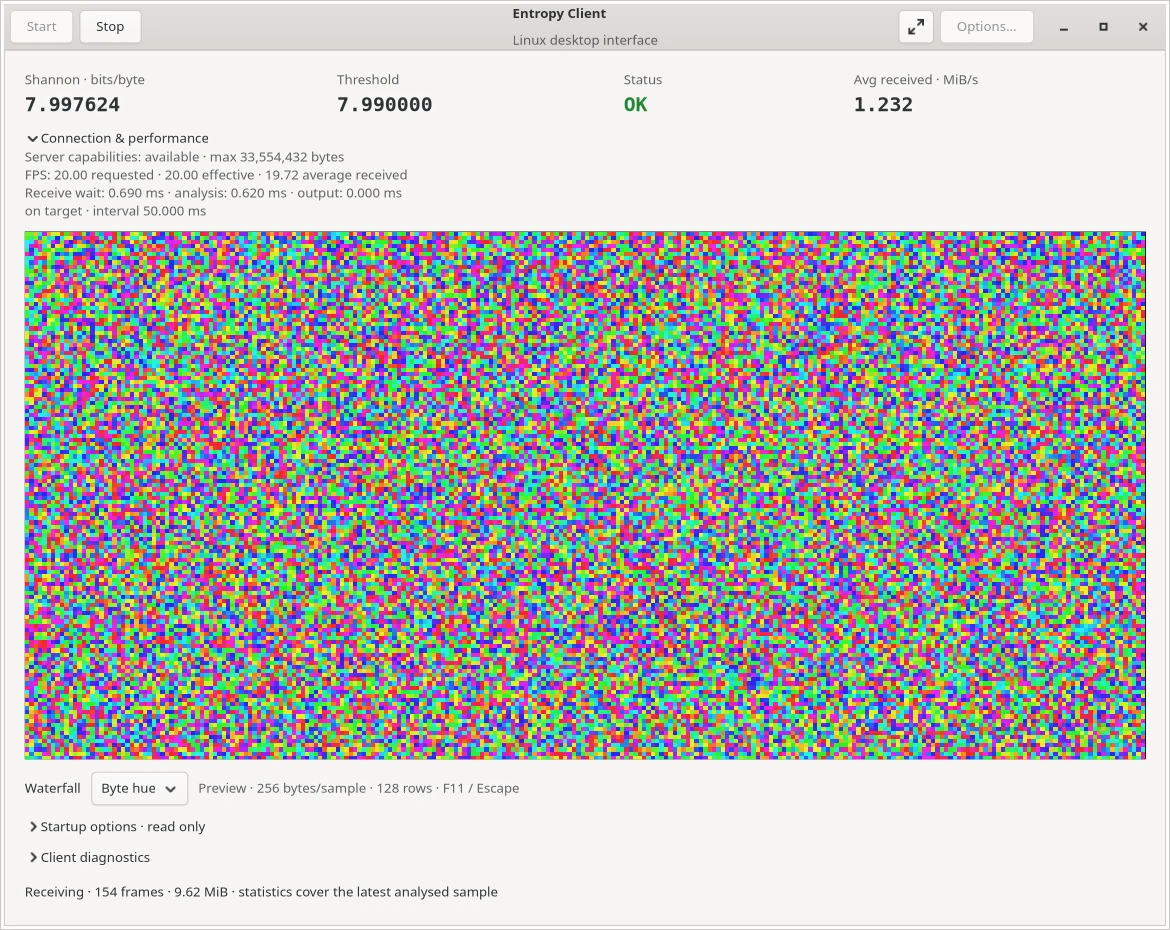 Start
Stop
Entropy Client
Linux desktop interface
Options...
Shannon · bits/byte
7.997624
Threshold
7.990000
Status
OK
Avg received · MiB/s
1.232
Connection & performance
Server capabilities: available · max 33,554,432 bytes
FPS: 20.00 requested · 20.00 effective · 19.72 average received
Receive wait: 0.690 ms · analysis: 0.620 ms · output: 0.000 ms
on target · interval 50.000 ms
Waterfall
Byte hue
Preview · 256 bytes/sample · 128 rows · F11 / Escape
Startup options · read only
Client diagnostics
Receiving · 154 frames · 9.62 MiB · statistics cover the latest analysed sample